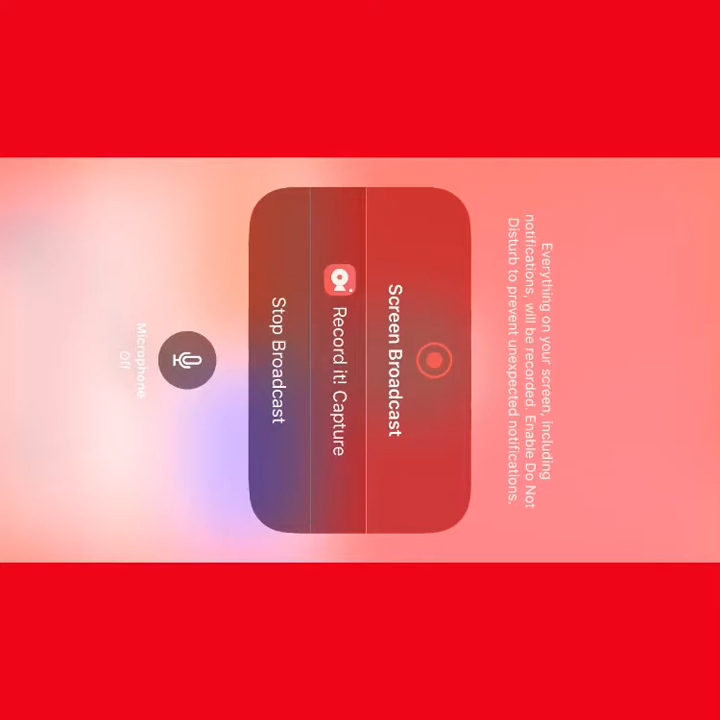 Everything on your screen, including
notifications, will be recorded. Enable Do Not
Disturb to prevent unexpected notifications.
Screen Broadcast
Record it! Capture
Stop Broadcast
Microphone
Off